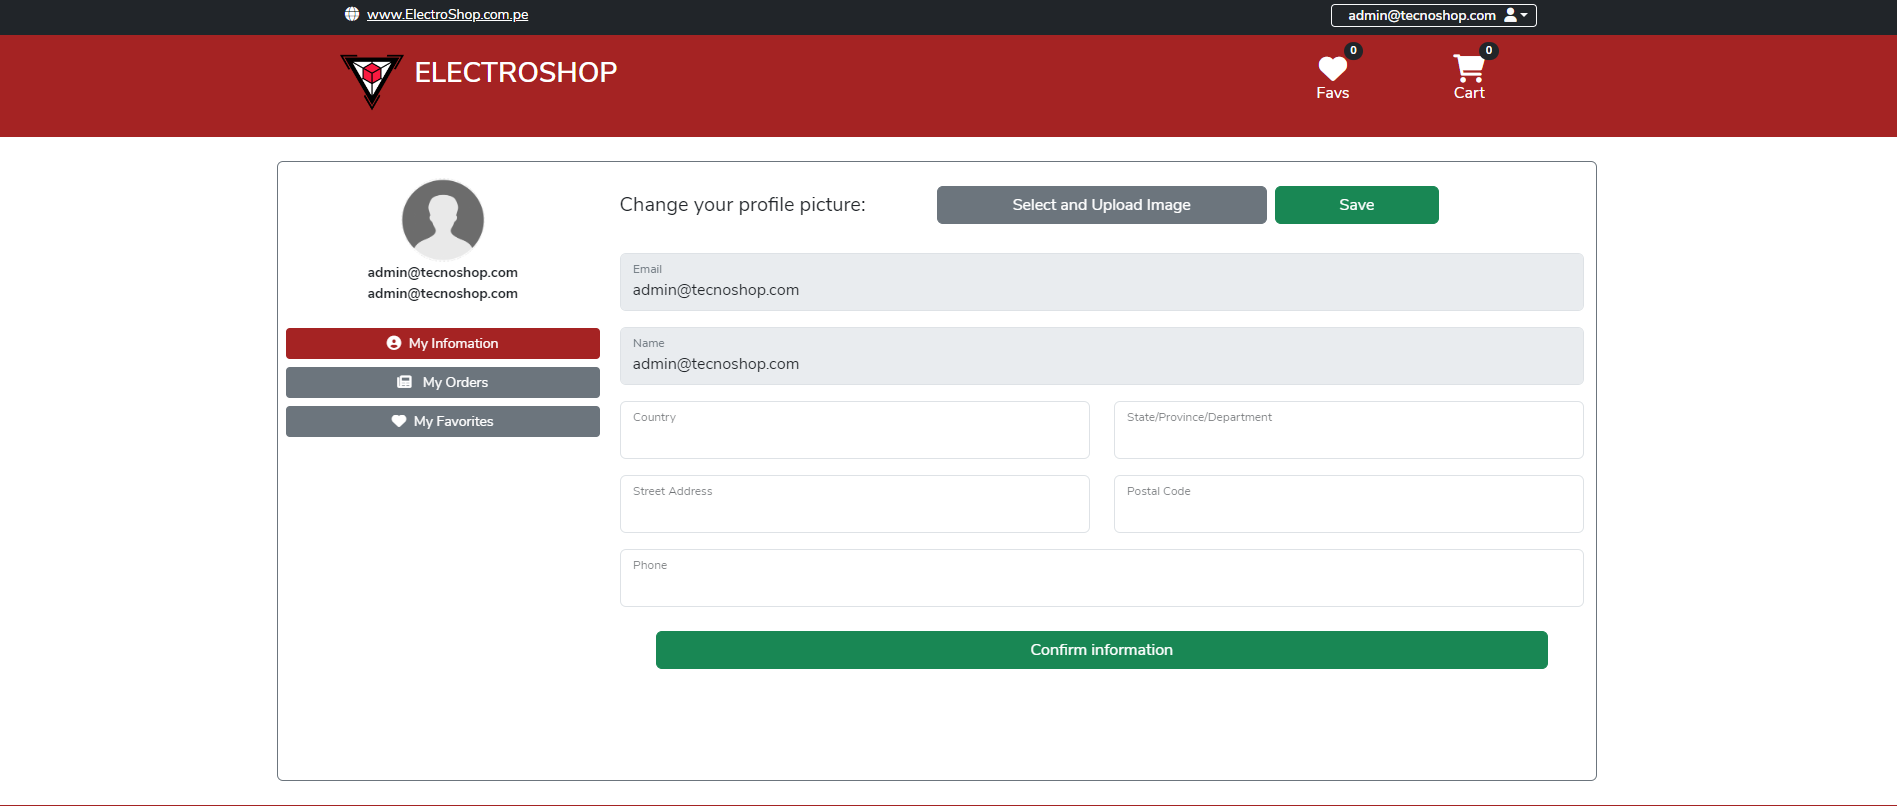 www.ElectroShop.com.pe
admin@tecnoshop.com
ELECTROSHOP
0
Favs
0
Cart
admin@tecnoshop.com
admin@tecnoshop.com
My Infomation
My Orders
My Favorites
Change your profile picture:
Select and Upload Image
Save
Email
admin@tecnoshop.com
Name
admin@tecnoshop.com
Country
State/Province/Department
Street Address
Postal Code
Phone
Confirm information